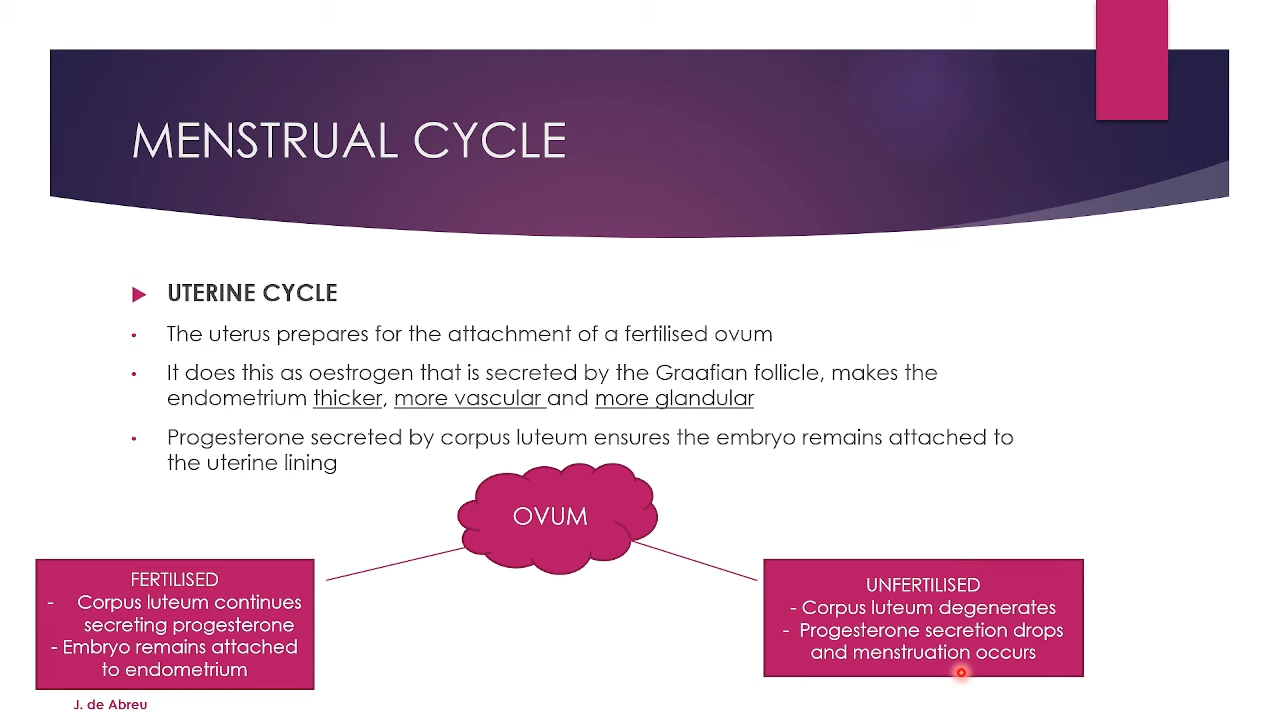 MENSTRUAL CYCLE
UTERINE CYCLE
• The uterus prepares for the attachment of a fertilised ovum
• It does this as oestrogen that is secreted by the Graafian follicle, makes the
endometrium thicker, more vascular and more glandular
• Progesterone secreted by corpus luteum ensures the embryo remains attached to
the uterine lining
OVUM
FERTILISED
- Corpus luteum continues
secreting progesterone
- Embryo remains attached
to endometrium
UNFERTILISED
- Corpus luteum degenerates
- Progesterone secretion drops
and menstruation occurs
J. de Abreu